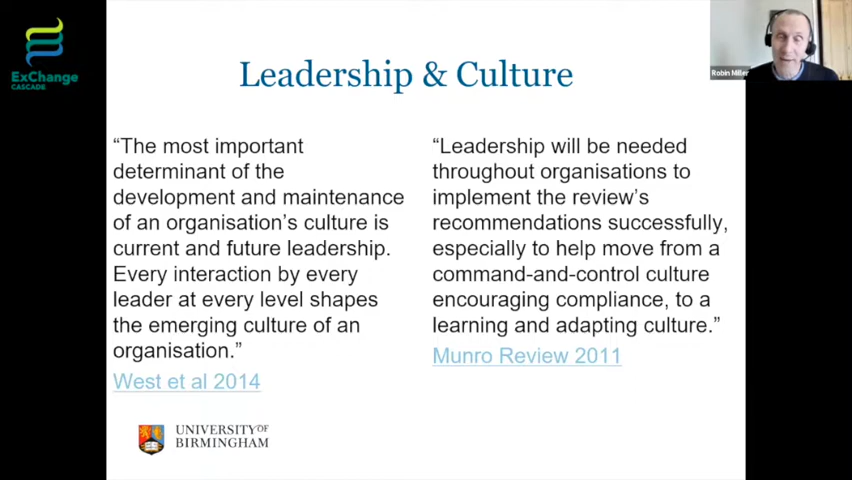 ExChange
CASCADE
Robin Miller
Leadership & Culture
“The most important
determinant of the
development and maintenance
of an organisation’s culture is
current and future leadership.
Every interaction by every
leader at every level shapes
the emerging culture of an
organisation.”
West et al 2014
“Leadership will be needed
throughout organisations to
implement the review’s
recommendations successfully,
especially to help move from a
command-and-control culture
encouraging compliance, to a
learning and adapting culture.”
Munro Review 2011
UNIVERSITY OF
BIRMINGHAM